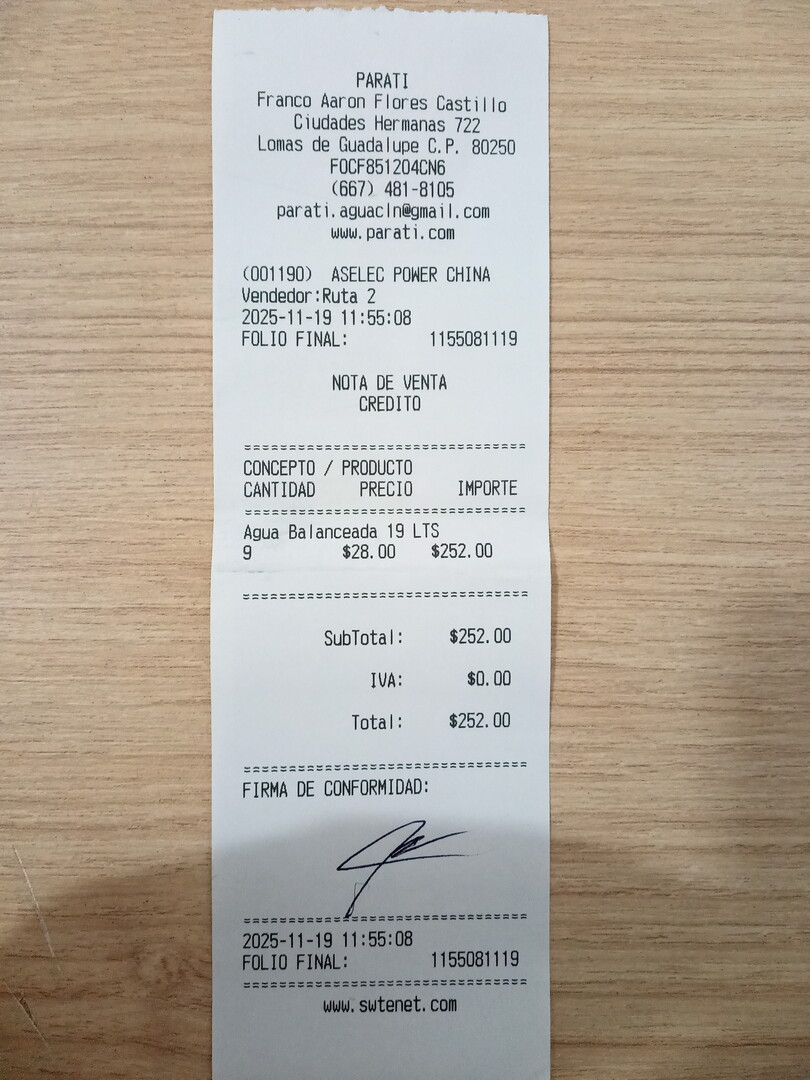 PARATI
Franco Aaron Flores Castillo
Ciudades Hermanas 722
Lomas de Guadalupe C.P. 80250
FOCF851204CN6
(667) 481-8105
parati.aguacln@gmail.com
www.parati.com
(001190) ASELEC POWER CHINA
Vendedor:Ruta 2
2025-11-19 11:55:08
FOLIO FINAL: 1155081119
NOTA DE VENTA
CREDITO
================================
CONCEPTO / PRODUCTO
CANTIDAD PRECIO IMPORTE
================================
Agua Balanceada 19 LTS
9 $28.00 $252.00
================================
SubTotal: $252.00
IVA: $0.00
Total: $252.00
================================
FIRMA DE CONFORMIDAD:
================================
2025-11-19 11:55:08
FOLIO FINAL: 1155081119
================================
www.swtenet.com